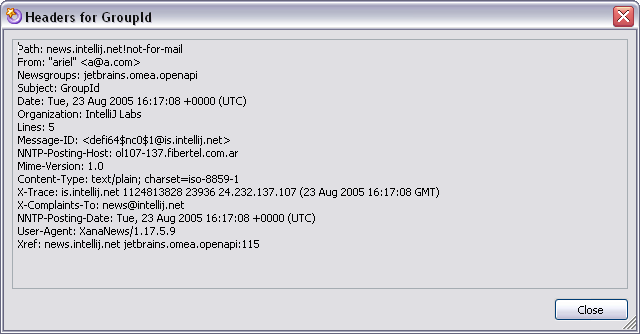 Headers for GroupId
Path: news.intellij.net!not-for-mail
From: "ariel" <a@a.com>
Newsgroups: jetbrains.omea.openapi
Subject: GroupId
Date: Tue, 23 Aug 2005 16:17:08 +0000 (UTC)
Organization: IntelliJ Labs
Lines: 5
Message-ID: <defi64$nc0$1@is.intellij.net>
NNTP-Posting-Host: ol107-137.fibertel.com.ar
Mime-Version: 1.0
Content-Type: text/plain; charset=iso-8859-1
X-Trace: is.intellij.net 1124813828 23936 24.232.137.107 (23 Aug 2005 16:17:08 GMT)
X-Complaints-To: news@intellij.net
NNTP-Posting-Date: Tue, 23 Aug 2005 16:17:08 +0000 (UTC)
User-Agent: XanaNews/1.17.5.9
Xref: news.intellij.net jetbrains.omea.openapi:115
Close